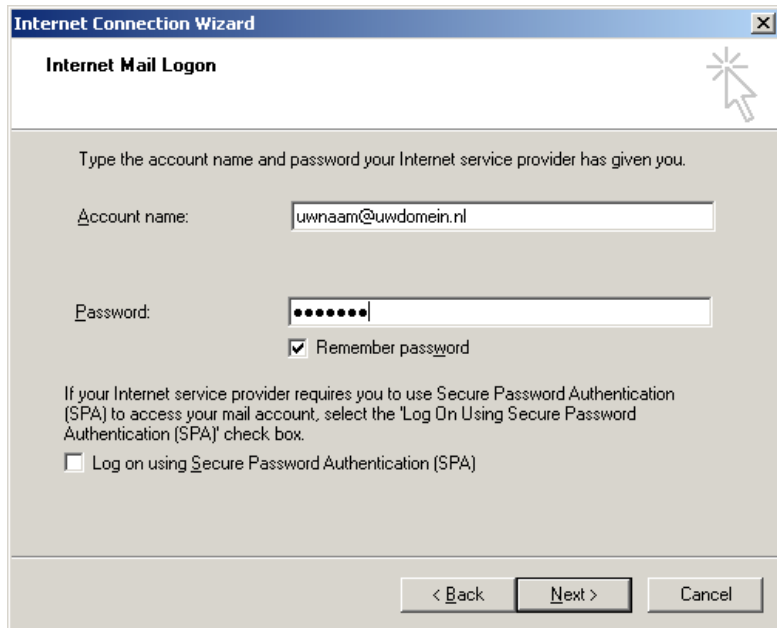 Internet Connection Wizard
Internet Mail Logon
Type the account name and password your Internet service provider has given you.
Account name:
uwnaam@uwdomein.nl
Password:
●●●●●●●
Remember password
If your Internet service provider requires you to use Secure Password Authentication
(SPA) to access your mail account, select the 'Log On Using Secure Password
Authentication (SPA)' check box.
Log on using Secure Password Authentication (SPA)
< Back
Next >
Cancel